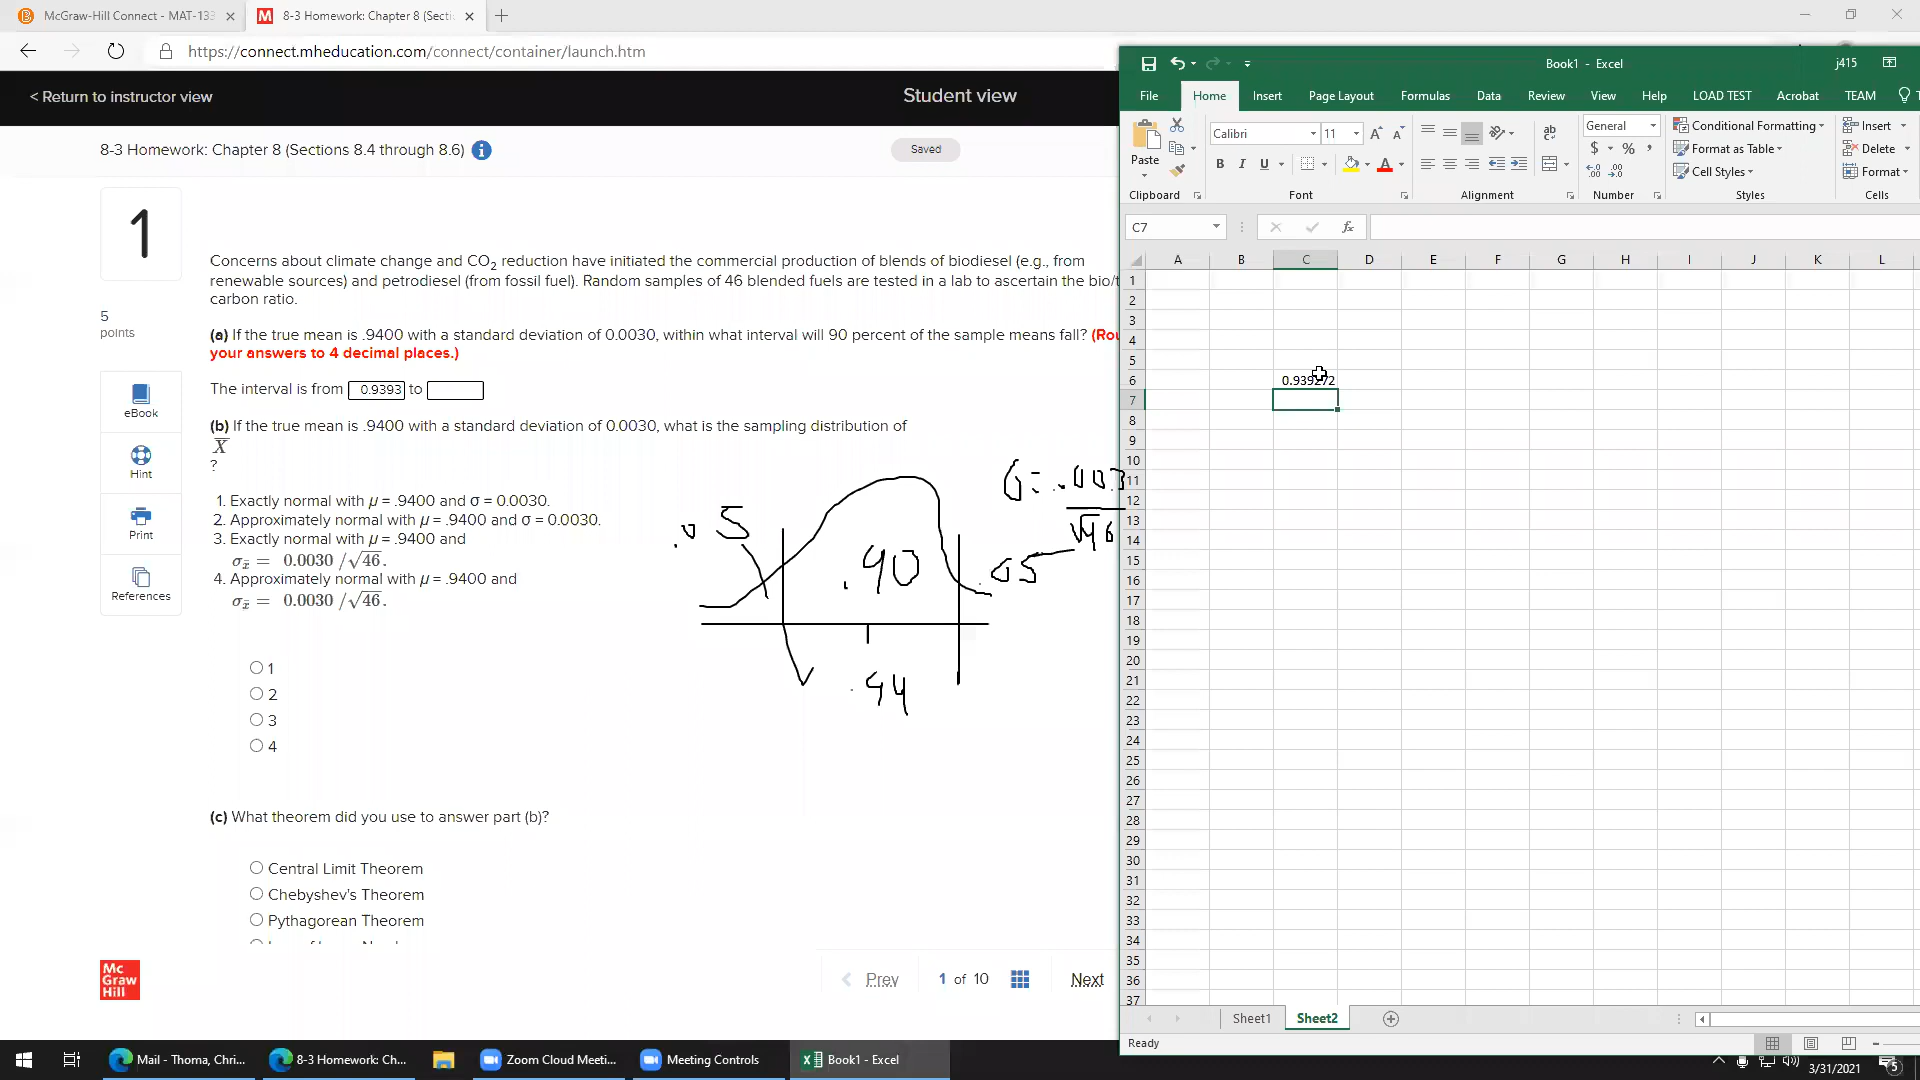 McGraw-Hill Connect - MAT-133
8-3 Homework: Chapter 8 (Secti
https://connect.mheducation.com/connect/container/launch.htm
< Return to instructor view
Student view
8-3 Homework: Chapter 8 (Sections 8.4 through 8.6)
Saved
1
5
points
eBook
Hint
Print
References
Concerns about climate change and CO2 reduction have initiated the commercial production of blends of biodiesel (e.g., from
renewable sources) and petrodiesel (from fossil fuel). Random samples of 46 blended fuels are tested in a lab to ascertain the bio/t
carbon ratio.
(a) If the true mean is .9400 with a standard deviation of 0.0030, within what interval will 90 percent of the sample means fall? (Rou
your answers to 4 decimal places.)
The interval is from 0.9393 to
(b) If the true mean is .9400 with a standard deviation of 0.0030, what is the sampling distribution of
X̅
?
1. Exactly normal with μ = .9400 and σ = 0.0030.
2. Approximately normal with μ = .9400 and σ = 0.0030.
3. Exactly normal with μ = .9400 and
σx̅ = 0.0030 /√46.
4. Approximately normal with μ = .9400 and
σx̅ = 0.0030 /√46.
1
2
3
4
.05
.90
.05
.94
σ = .003
√46
(c) What theorem did you use to answer part (b)?
Central Limit Theorem
Chebyshev's Theorem
Pythagorean Theorem
Mc
Graw
Hill
Prev
1 of 10
Next
Book1 - Excel
j415
File Home Insert Page Layout Formulas Data Review View Help LOAD TEST Acrobat TEAM
Paste
Calibri 11
General
Conditional Formatting
Format as Table
Cell Styles
Insert
Delete
Format
Clipboard Font Alignment Number Styles Cells
C7
fx
A B C D E F G H I J K L
1
2
3
4
5
6 0.939272
7
8
9
10
11
12
13
14
15
16
17
18
19
20
21
22
23
24
25
26
27
28
29
30
31
32
33
34
35
36
37
Sheet1 Sheet2
Ready
Mail - Thoma, Chri...
8-3 Homework: Ch...
Zoom Cloud Meeti...
Meeting Controls
Book1 - Excel
3/31/2021
5